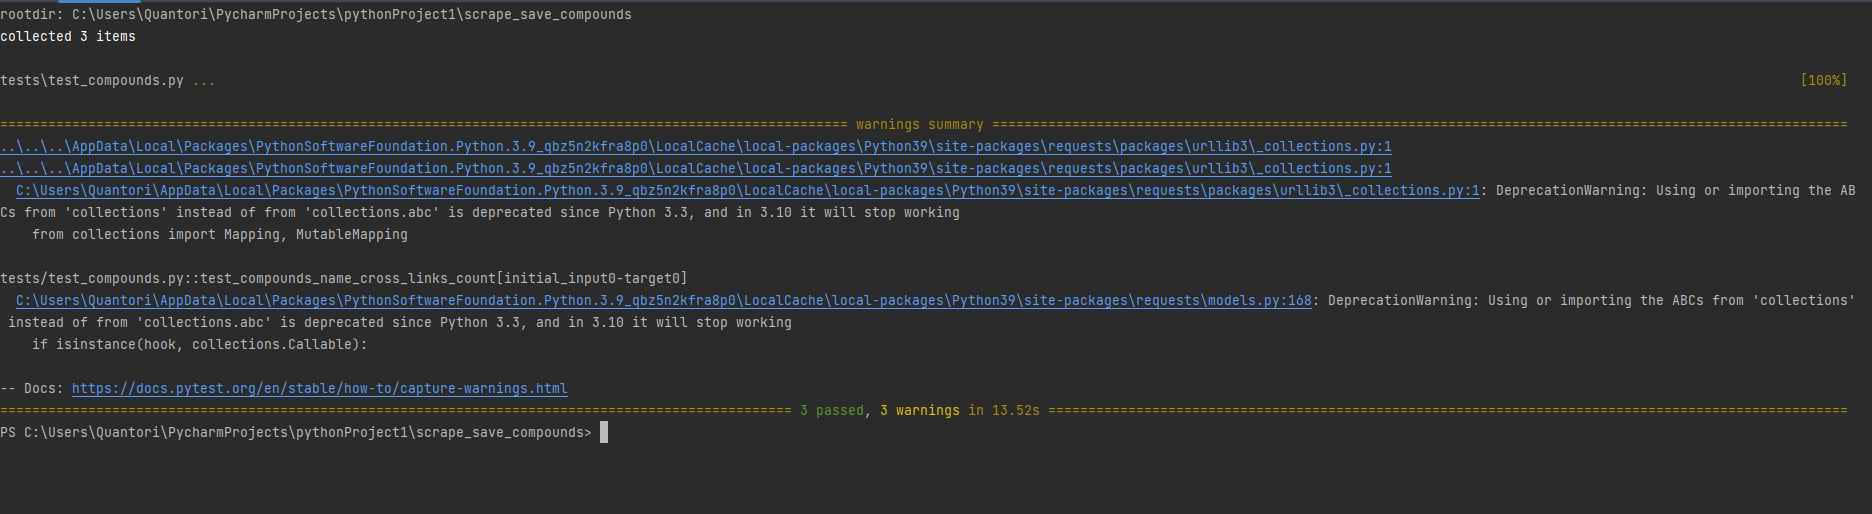 rootdir: C:\Users\Quantori\PycharmProjects\pythonProject1\scrape_save_compounds
collected 3 items
tests\test_compounds.py ... [100%]
========================================================================================================== warnings summary ===========================================================================================================
..\..\..\AppData\Local\Packages\PythonSoftwareFoundation.Python.3.9_qbz5n2kfra8p0\LocalCache\local-packages\Python39\site-packages\requests\packages\urllib3\_collections.py:1
..\..\..\AppData\Local\Packages\PythonSoftwareFoundation.Python.3.9_qbz5n2kfra8p0\LocalCache\local-packages\Python39\site-packages\requests\packages\urllib3\_collections.py:1
  C:\Users\Quantori\AppData\Local\Packages\PythonSoftwareFoundation.Python.3.9_qbz5n2kfra8p0\LocalCache\local-packages\Python39\site-packages\requests\packages\urllib3\_collections.py:1: DeprecationWarning: Using or importing the AB
Cs from 'collections' instead of from 'collections.abc' is deprecated since Python 3.3, and in 3.10 it will stop working
    from collections import Mapping, MutableMapping
tests/test_compounds.py::test_compounds_name_cross_links_count[initial_input0-target0]
  C:\Users\Quantori\AppData\Local\Packages\PythonSoftwareFoundation.Python.3.9_qbz5n2kfra8p0\LocalCache\local-packages\Python39\site-packages\requests\models.py:168: DeprecationWarning: Using or importing the ABCs from 'collections'
 instead of from 'collections.abc' is deprecated since Python 3.3, and in 3.10 it will stop working
    if isinstance(hook, collections.Callable):
-- Docs: https://docs.pytest.org/en/stable/how-to/capture-warnings.html
=================================================================================================== 3 passed, 3 warnings in 13.52s ====================================================================================================
PS C:\Users\Quantori\PycharmProjects\pythonProject1\scrape_save_compounds>